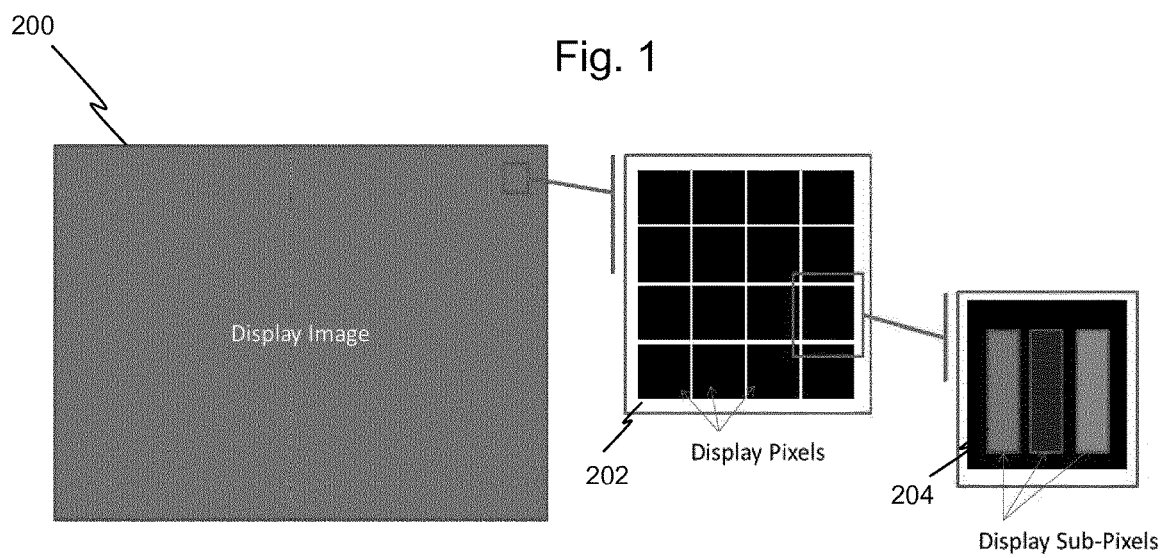 200
Fig. 1
Display Image
Display Pixels
202
204
Display Sub-Pixels